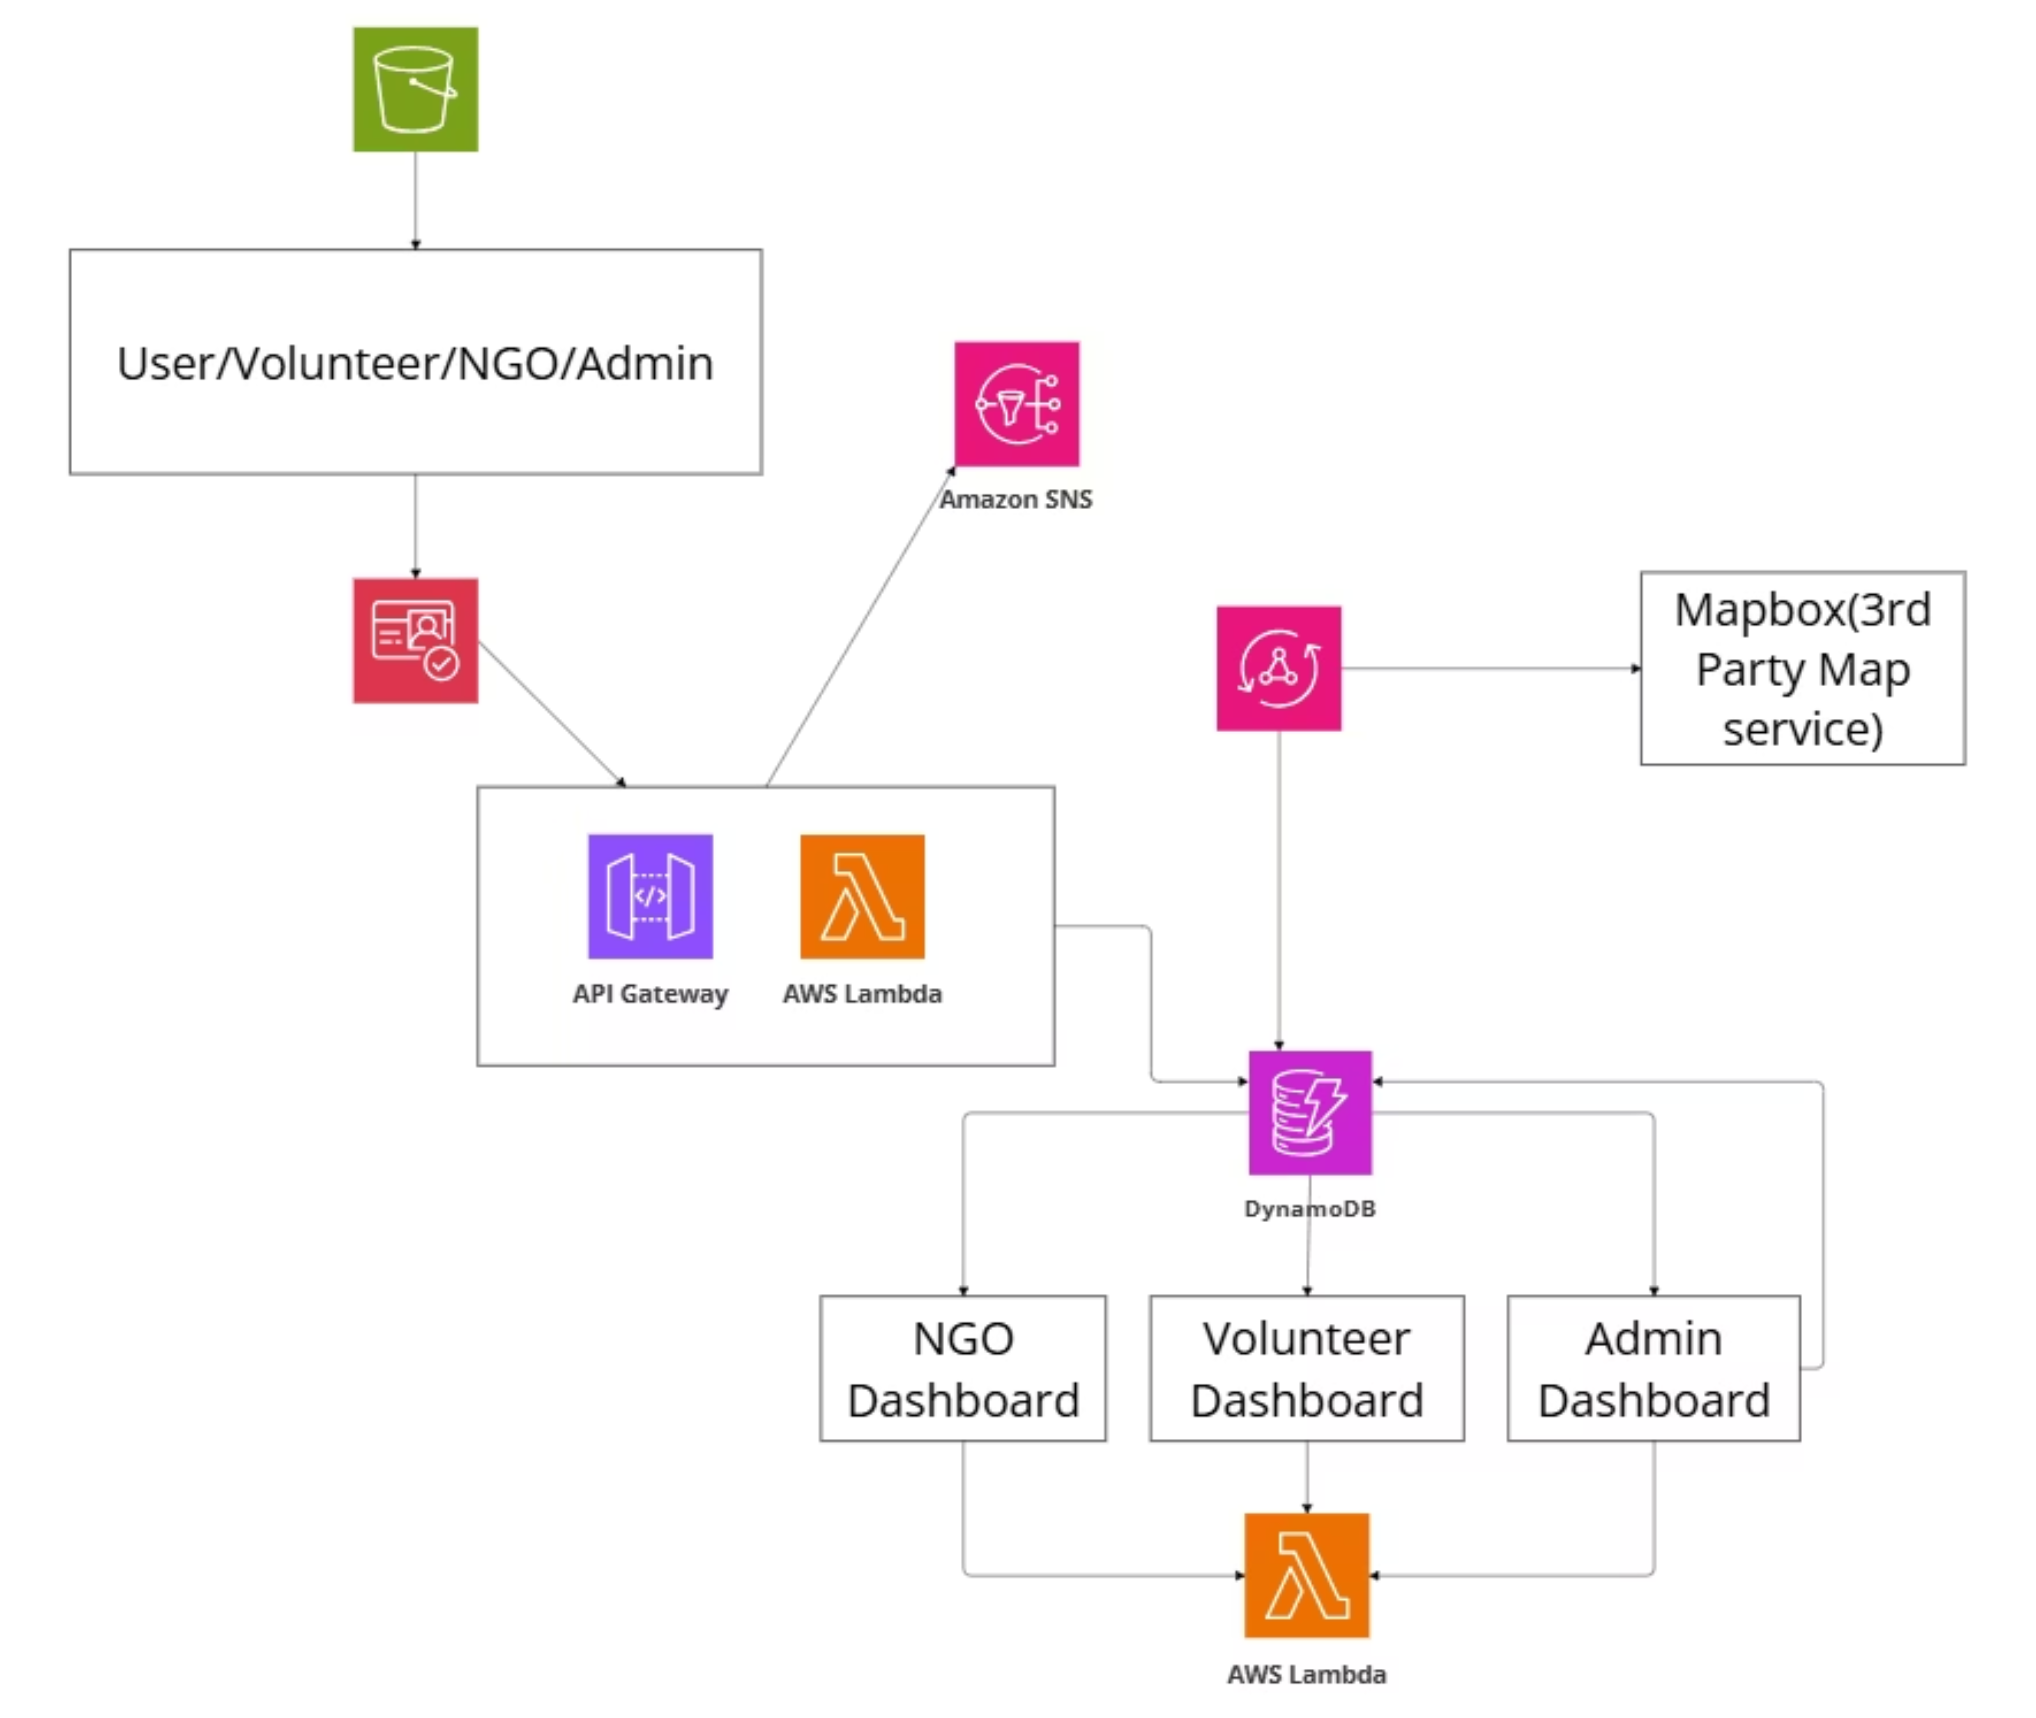 User/Volunteer/NGO/Admin
Amazon SNS
Mapbox(3rd
Party Map
service)
</>
API Gateway
AWS Lambda
DynamoDB
NGO
Dashboard
Volunteer
Dashboard
Admin
Dashboard
AWS Lambda